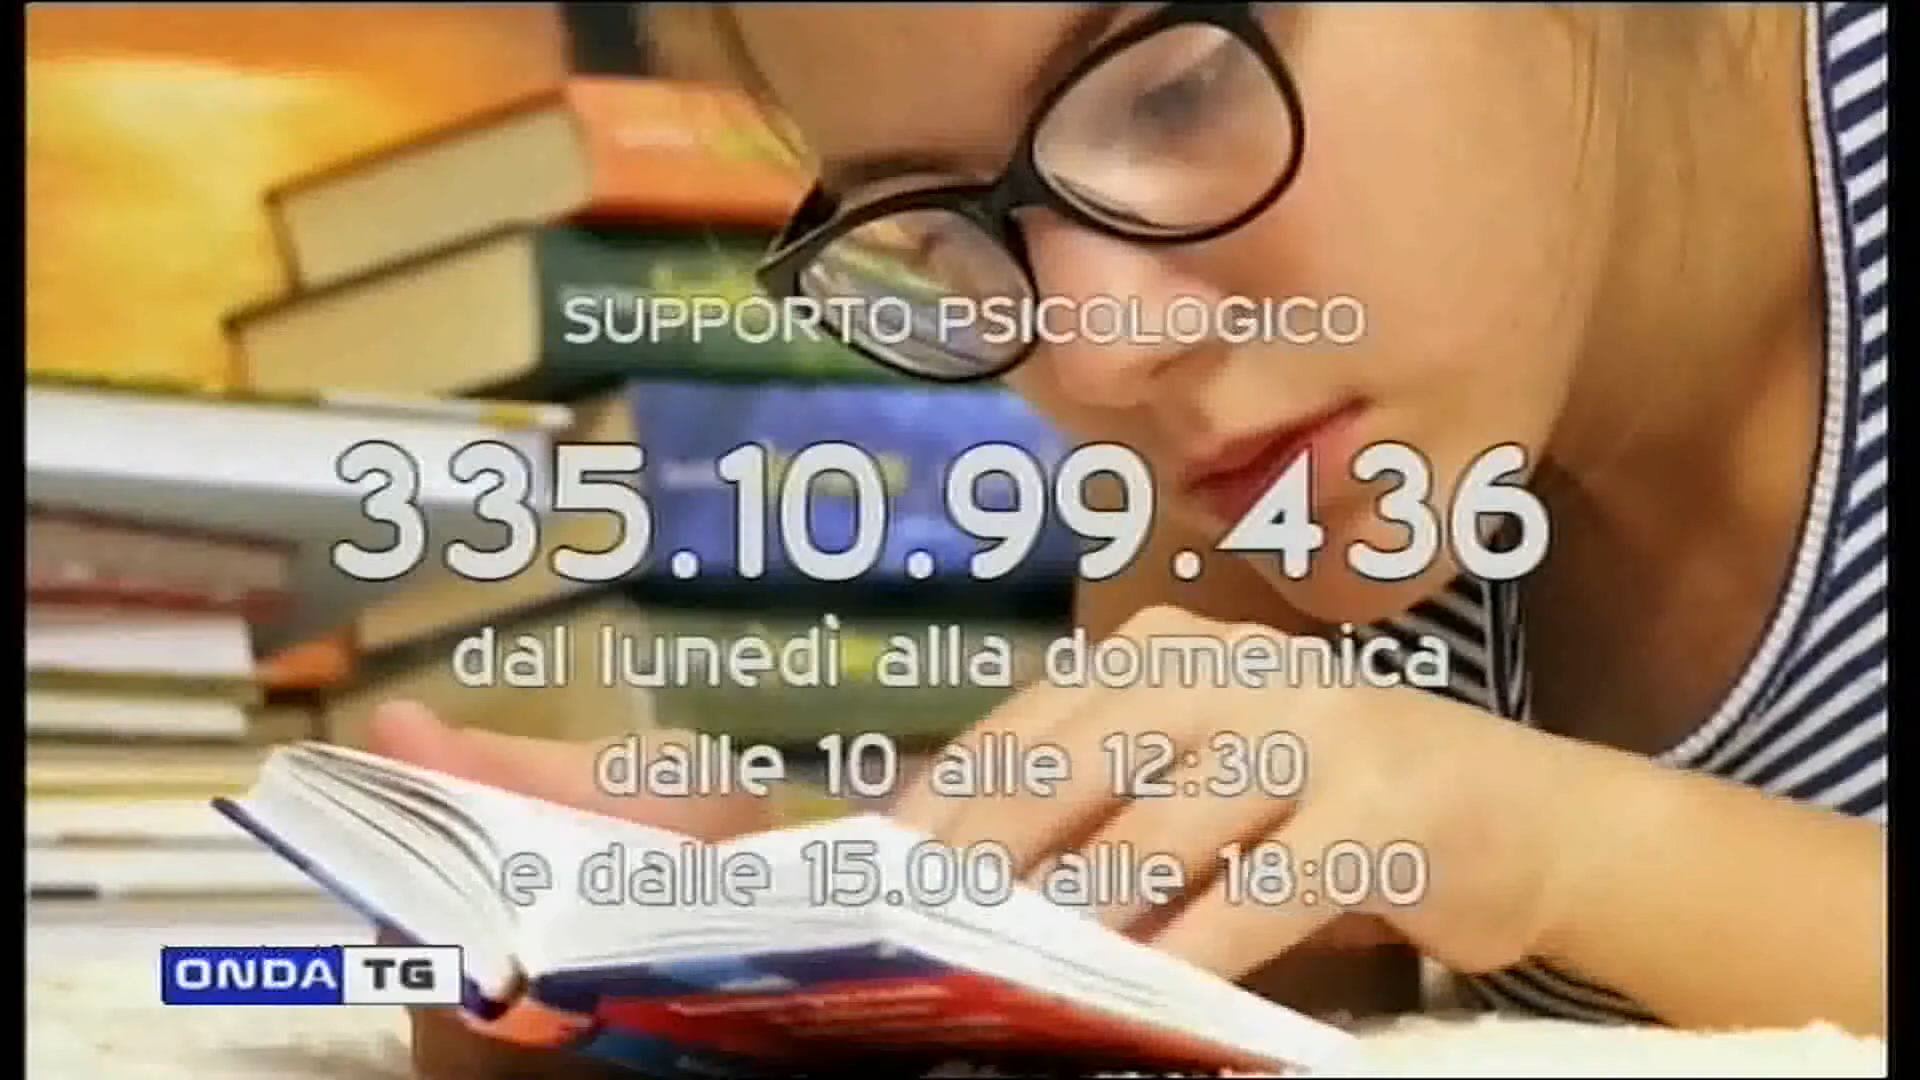 SUPPORTO PSICOLOGICO
335.10.99.436
dal lunedì alla domenica
dalle 10 alle 12:30
e dalle 15.00 alle 18:00
ONDA TG